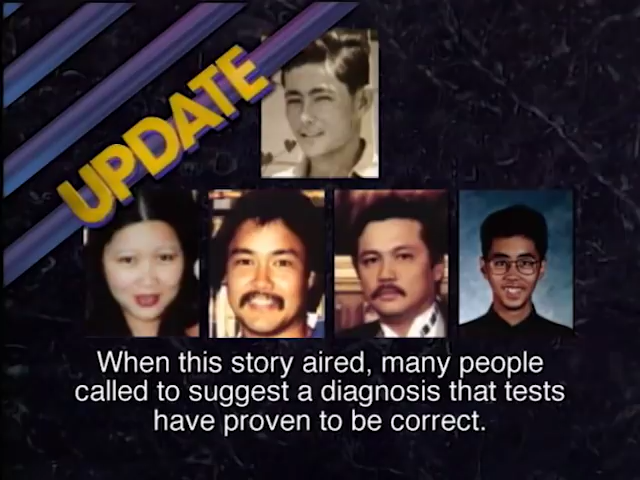 UPDATE
When this story aired, many people
called to suggest a diagnosis that tests
have proven to be correct.